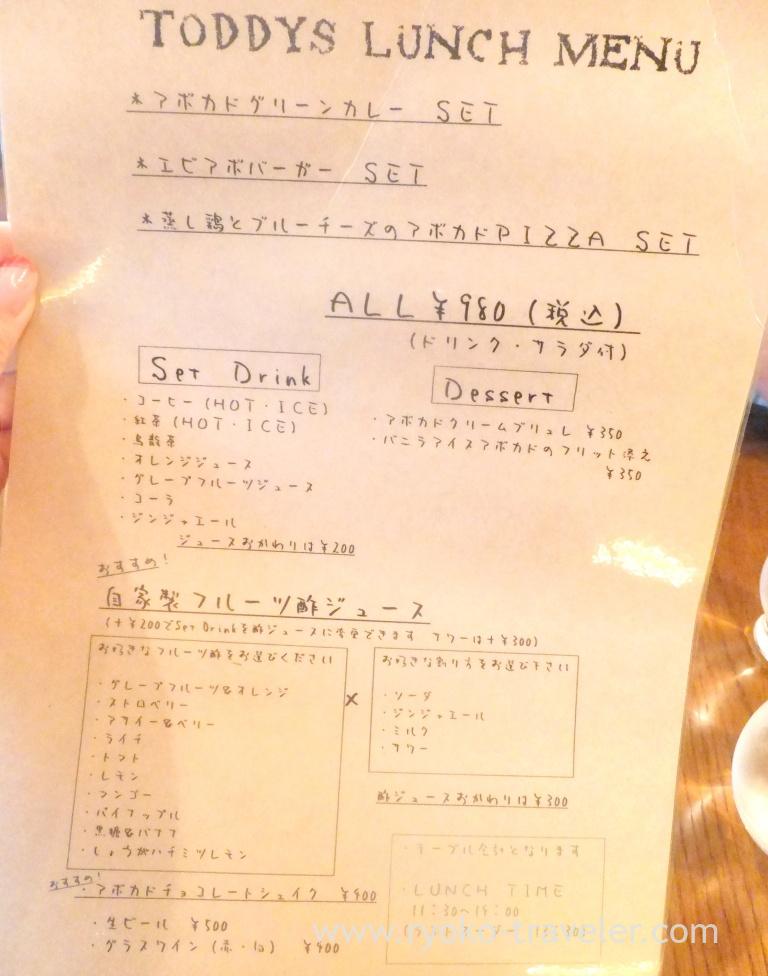 TODDYS LUNCH MENU
*アボカドグリーンカレー SET
*エビアボバーガー SET
*蒸し鶏とブルーチーズのアボカドPIZZA SET
ALL ¥980(税込)
(ドリンク・サラダ付)
Set Drink
・コーヒー(HOT・ICE)
・紅茶(HOT・ICE)
・烏龍茶
・オレンジジュース
・グレープフルーツジュース
・コーラ
・ジンジャエール
ジュースおかわりは¥200
Dessert
・アボカドクリームブリュレ ¥350
・バニラアイスアボカドのフリット添え
¥350
おすすめ!
自家製フルーツ酢ジュース
(+¥200でSet Drinkを酢ジュースに変更できます サワーは+¥300)
お好きなフルーツ酢をお選びください
・グレープフルーツ&オレンジ
・ストロベリー
・アサイー&ベリー
・ライチ
・トマト
・レモン
・マンゴー
・パイナップル
・黒糖&バナナ
・しょうがハチミツレモン
×
お好きな割り方をお選び下さい
・ソーダ
・ジンジャエール
・ミルク
・サワー
酢ジュースおかわりは¥300
おすすめ!
・アボカドチョコレートシェイク ¥400
・生ビール ¥500
・グラスワイン(赤・白) ¥400
・テーブル会計となります
・LUNCH TIME
www.ryoko-traveler.com